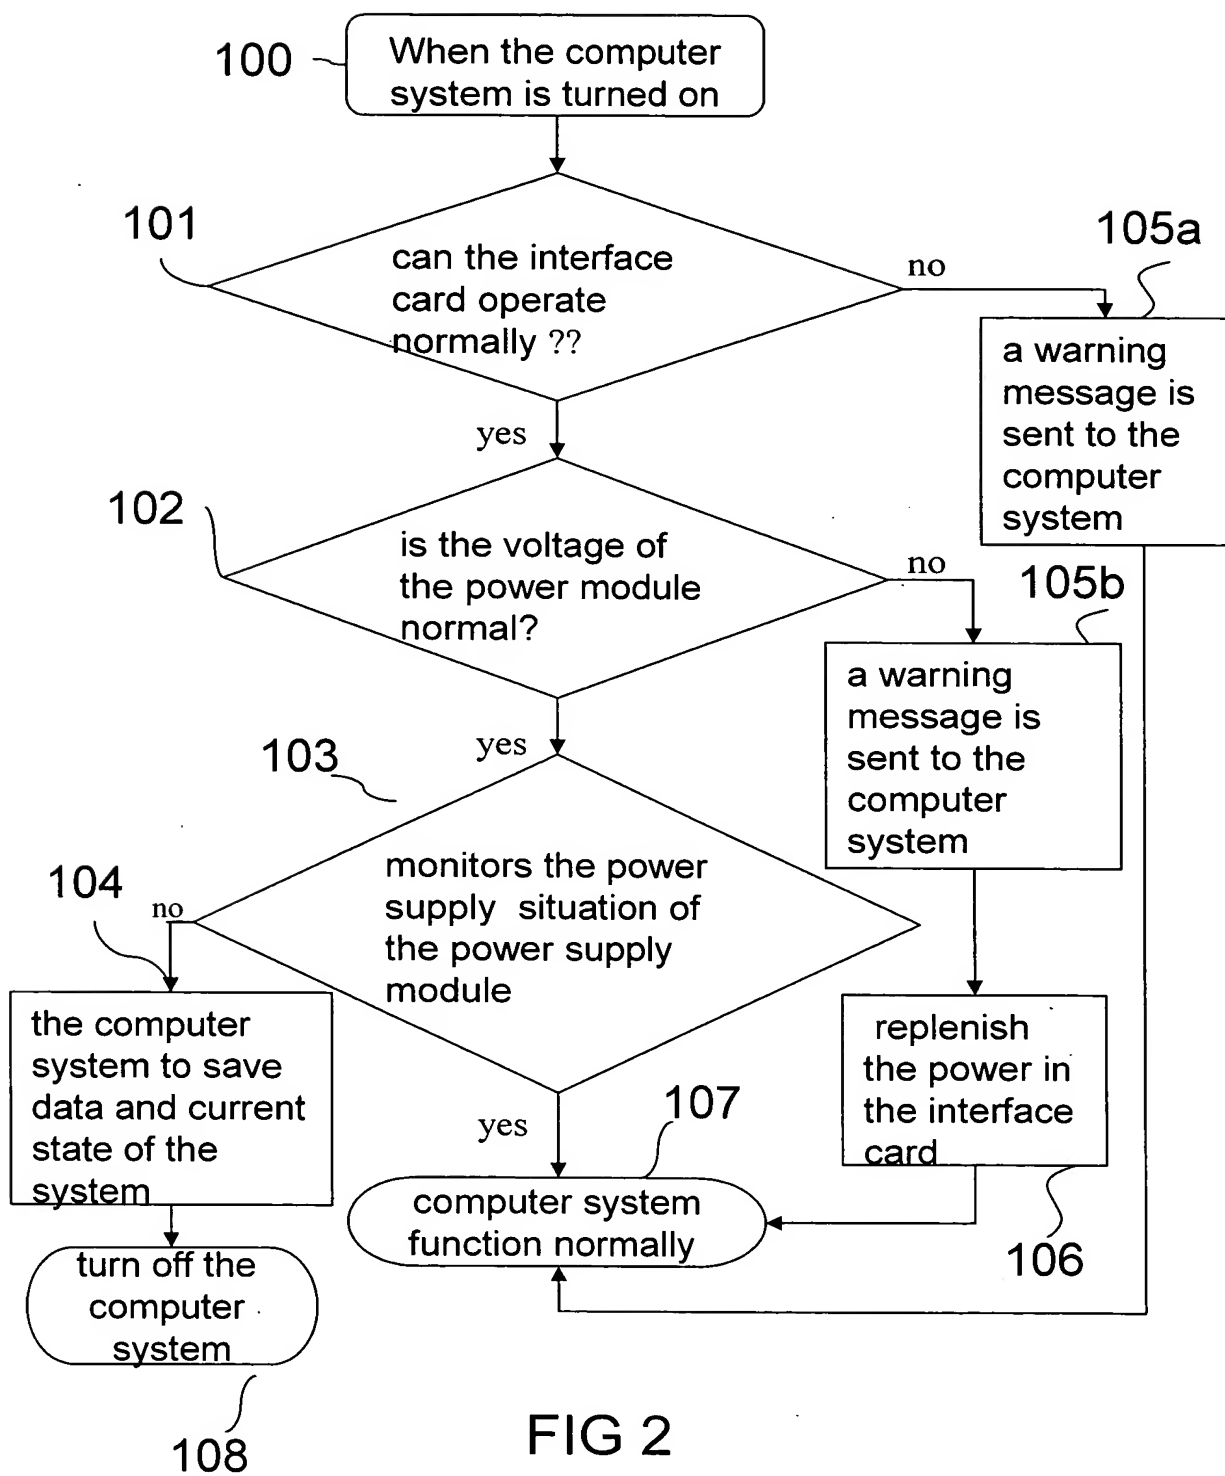 100
When the computer
system is turned on
101
can the interface
card operate
normally ??
no
105a
a warning
message is
sent to the
computer
system
yes
102
is the voltage of
the power module
normal?
no
105b
a warning
message is
sent to the
computer
system
yes
103
monitors the power
supply situation of
the power supply
module
104
no
the computer
system to save
data and current
state of the
system
replenish
the power in
the interface
card
106
yes
107
computer system
function normally
turn off the
computer
system
108
FIG 2